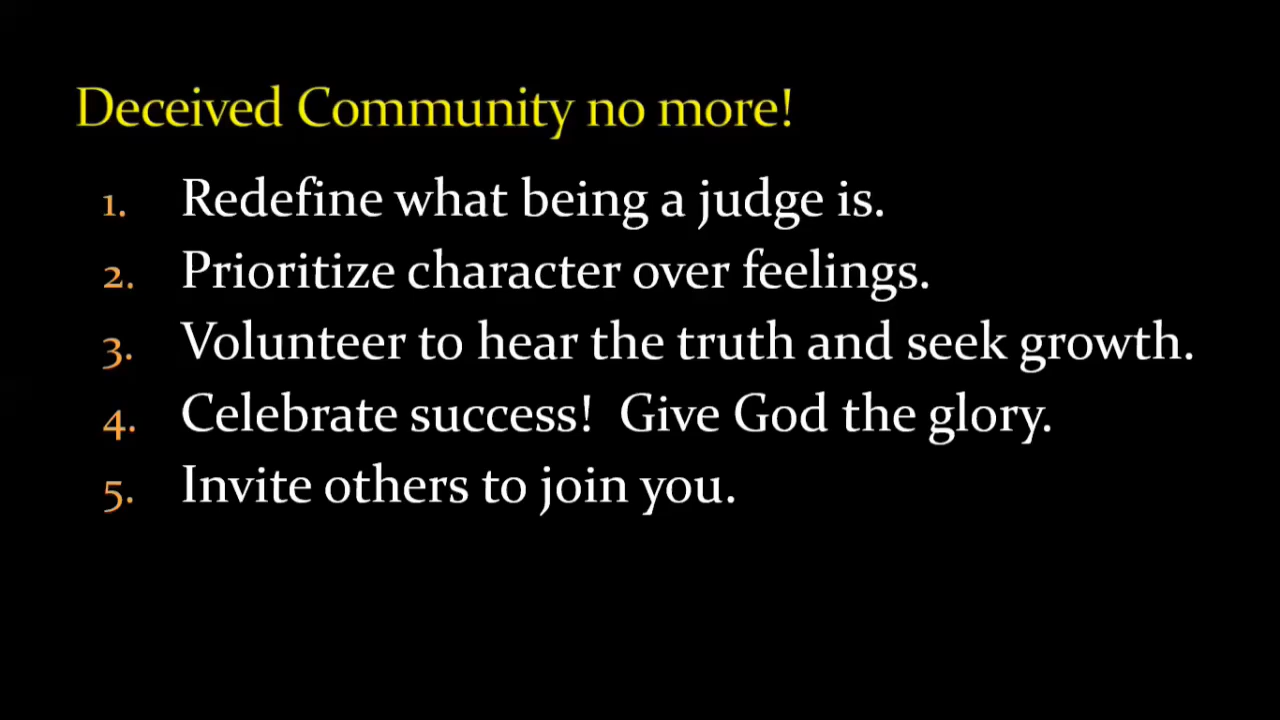 Deceived Community no more!
1. Redefine what being a judge is.
2. Prioritize character over feelings.
3. Volunteer to hear the truth and seek growth.
4. Celebrate success!  Give God the glory.
5. Invite others to join you.